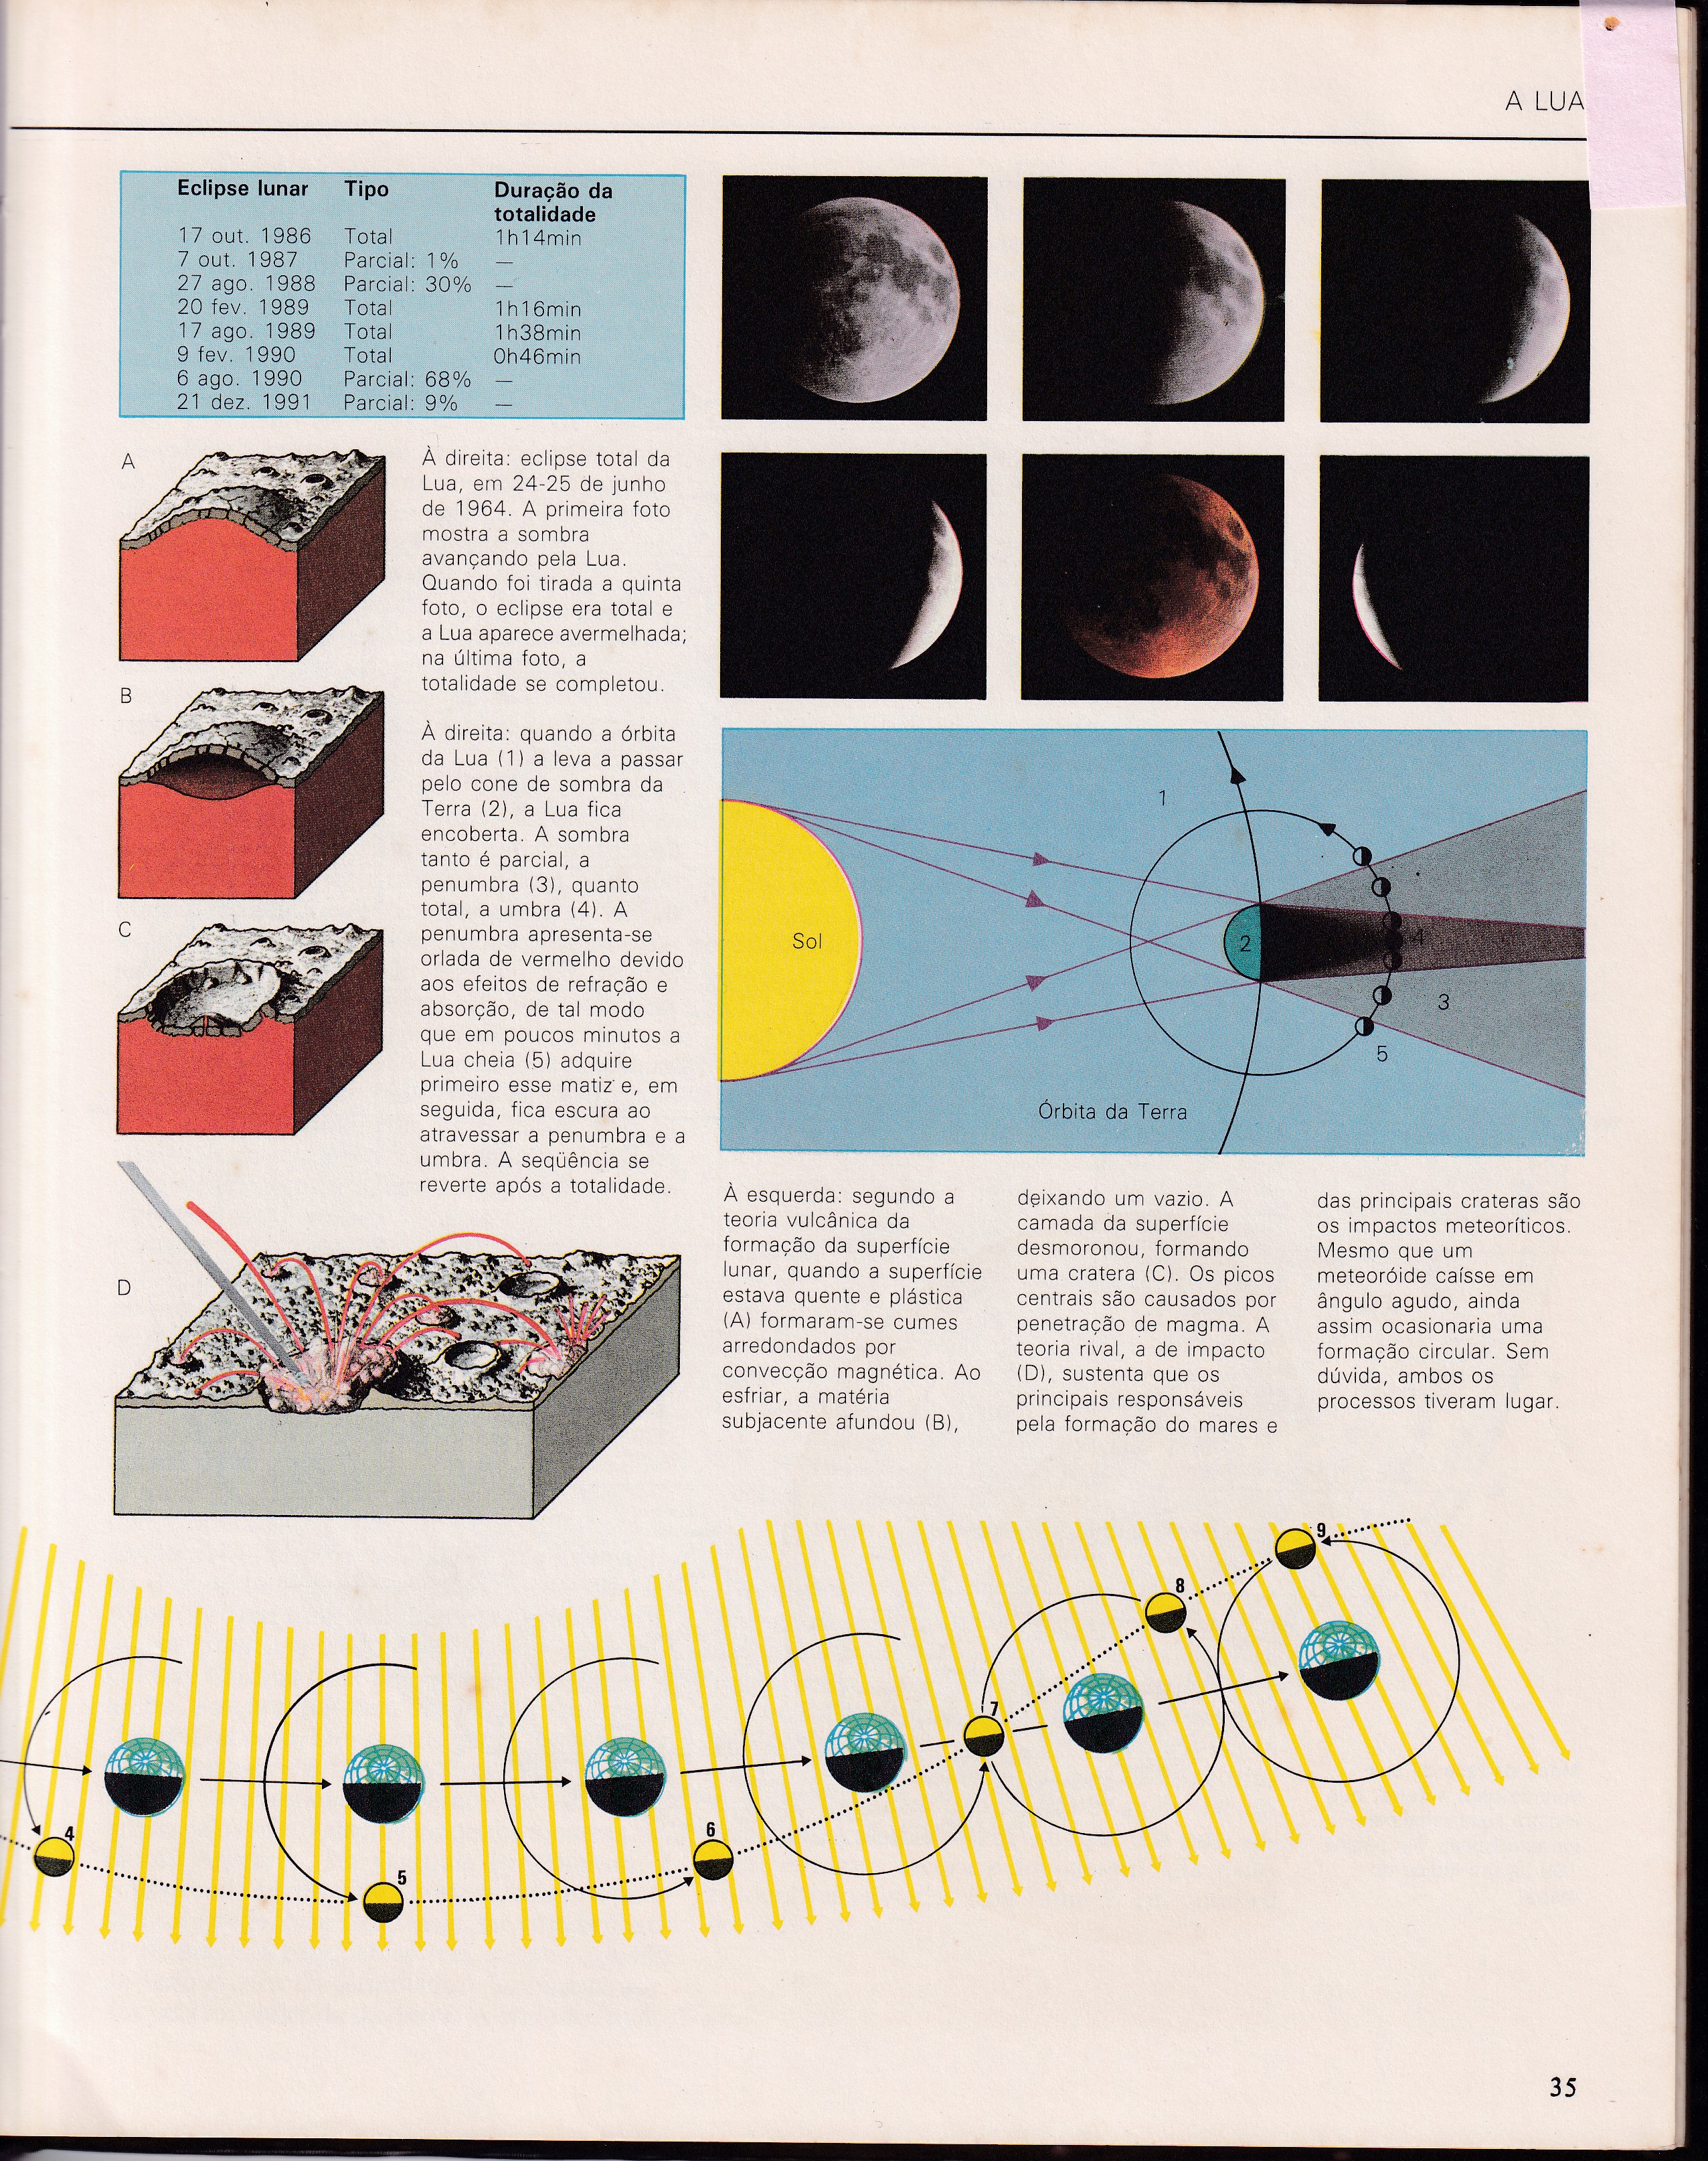 A LUA
Eclipse lunar Tipo Duração da
totalidade
17 out. 1986 Total 1h14min
7 out. 1987 Parcial: 1% —
27 ago. 1988 Parcial: 30% —
20 fev. 1989 Total 1h16min
17 ago. 1989 Total 1h38min
9 fev. 1990 Total 0h46min
6 ago. 1990 Parcial: 68% —
21 dez. 1991 Parcial: 9% —
A
B
C
D
À direita: eclipse total da
Lua, em 24-25 de junho
de 1964. A primeira foto
mostra a sombra
avançando pela Lua.
Quando foi tirada a quinta
foto, o eclipse era total e
a Lua aparece avermelhada;
na última foto, a
totalidade se completou.
À direita: quando a órbita
da Lua (1) a leva a passar
pelo cone de sombra da
Terra (2), a Lua fica
encoberta. A sombra
tanto é parcial, a
penumbra (3), quanto
total, a umbra (4). A
penumbra apresenta-se
orlada de vermelho devido
aos efeitos de refração e
absorção, de tal modo
que em poucos minutos a
Lua cheia (5) adquire
primeiro esse matiz e, em
seguida, fica escura ao
atravessar a penumbra e a
umbra. A seqüência se
reverte após a totalidade.
1
Sol
2
4
3
5
Órbita da Terra
À esquerda: segundo a
teoria vulcânica da
formação da superfície
lunar, quando a superfície
estava quente e plástica
(A) formaram-se cumes
arredondados por
convecção magnética. Ao
esfriar, a matéria
subjacente afundou (B),
deixando um vazio. A
camada da superfície
desmoronou, formando
uma cratera (C). Os picos
centrais são causados por
penetração de magma. A
teoria rival, a de impacto
(D), sustenta que os
principais responsáveis
pela formação do mares e
das principais crateras são
os impactos meteoríticos.
Mesmo que um
meteoróide caísse em
ângulo agudo, ainda
assim ocasionaria uma
formação circular. Sem
dúvida, ambos os
processos tiveram lugar.
4
5
6
7
8
9
35